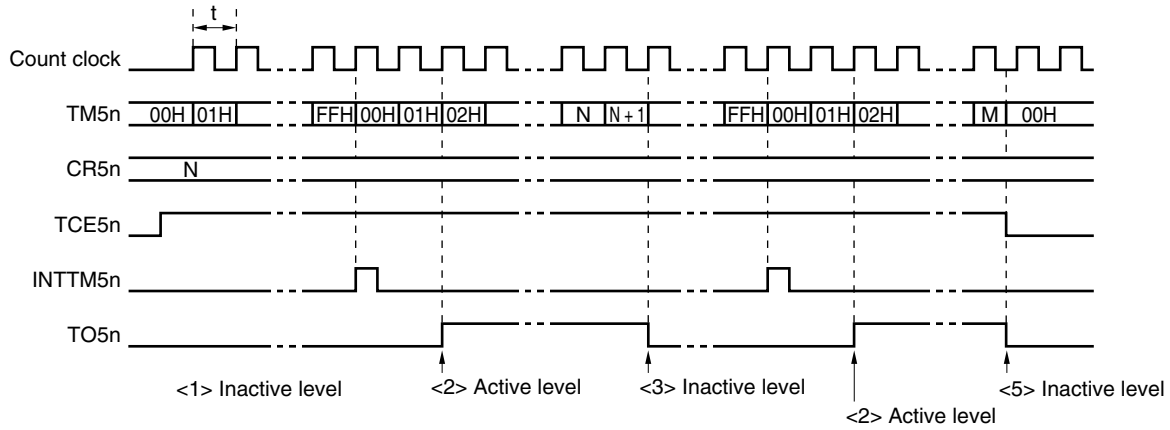 t
Count clock
TM5n 00H 01H FFH 00H 01H 02H N N + 1 FFH 00H 01H 02H M 00H
CR5n N
TCE5n
INTTM5n
TO5n
<1> Inactive level <2> Active level <3> Inactive level <5> Inactive level
<2> Active level